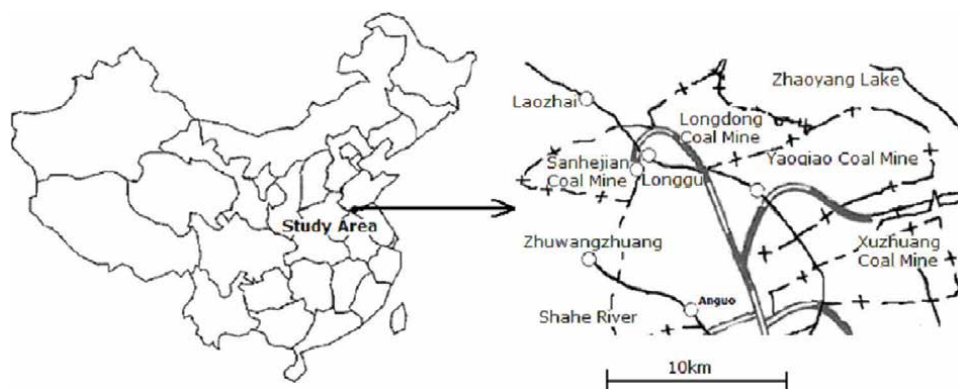 Study Area
Zhaoyang Lake
Laozhai
Longdong
Coal Mine
Sanhejian
Coal Mine
Longgu
Yaoqiao Coal Mine
Zhuwangzhuang
Xuzhuang
Coal Mine
Anguo
Shahe River
10km